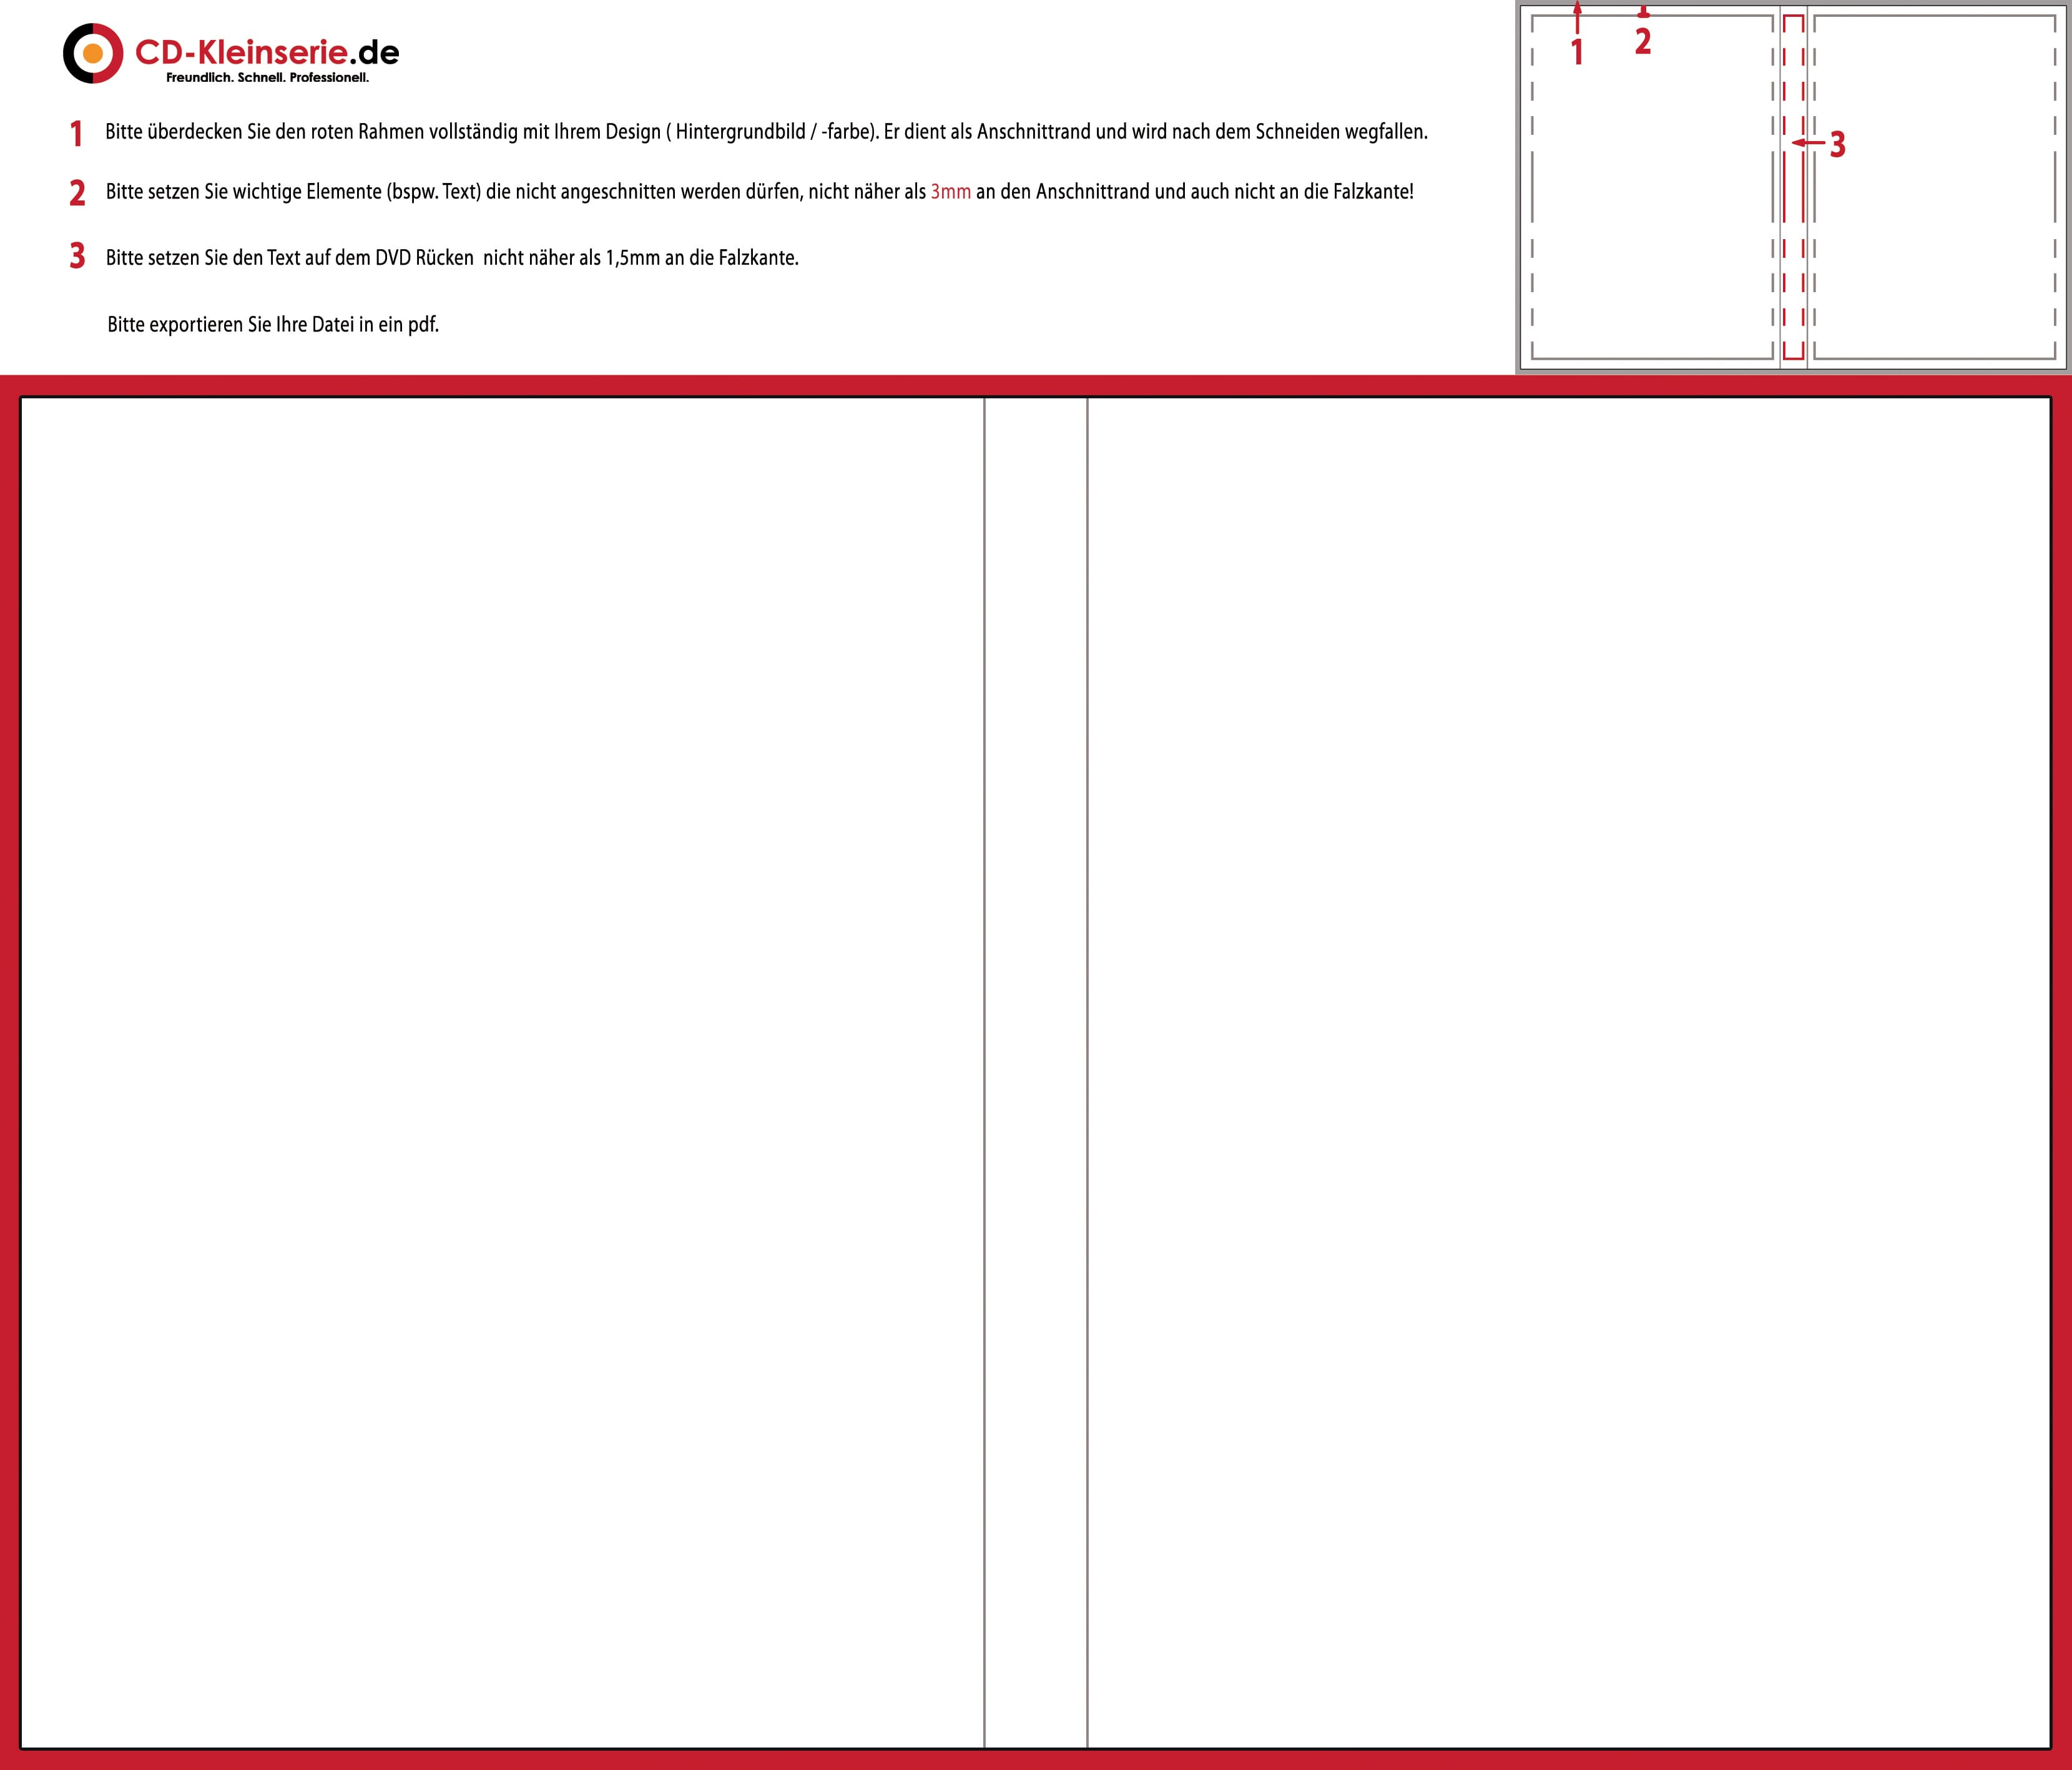 CD-Kleinserie.de
Freundlich. Schnell. Professionell.
1 Bitte überdecken Sie den roten Rahmen vollständig mit Ihrem Design ( Hintergrundbild / -farbe). Er dient als Anschnittrand und wird nach dem Schneiden wegfallen.
2 Bitte setzen Sie wichtige Elemente (bspw. Text) die nicht angeschnitten werden dürfen, nicht näher als 3mm an den Anschnittrand und auch nicht an die Falzkante!
3 Bitte setzen Sie den Text auf dem DVD Rücken  nicht näher als 1,5mm an die Falzkante.
Bitte exportieren Sie Ihre Datei in ein pdf.
1
2
3